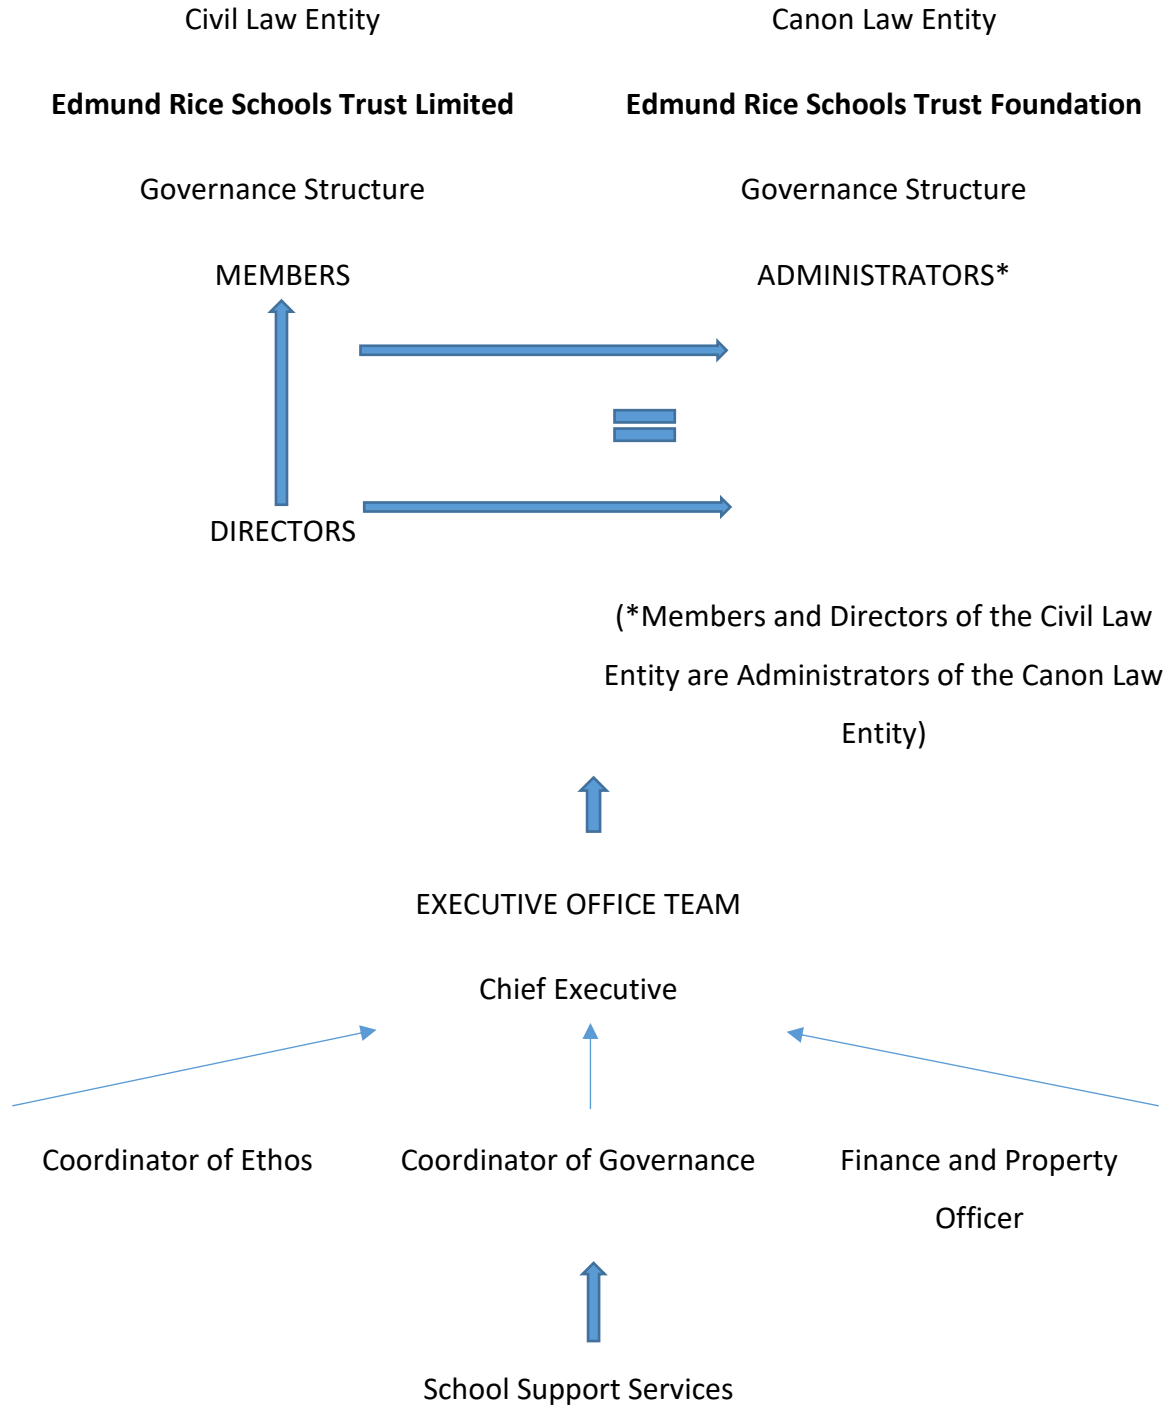 Civil Law Entity
Canon Law Entity
Edmund Rice Schools Trust Limited
Edmund Rice Schools Trust Foundation
Governance Structure
Governance Structure
MEMBERS
ADMINISTRATORS*
DIRECTORS
(*Members and Directors of the Civil Law
Entity are Administrators of the Canon Law
Entity)
EXECUTIVE OFFICE TEAM
Chief Executive
Coordinator of Ethos
Coordinator of Governance
Finance and Property
Officer
School Support Services